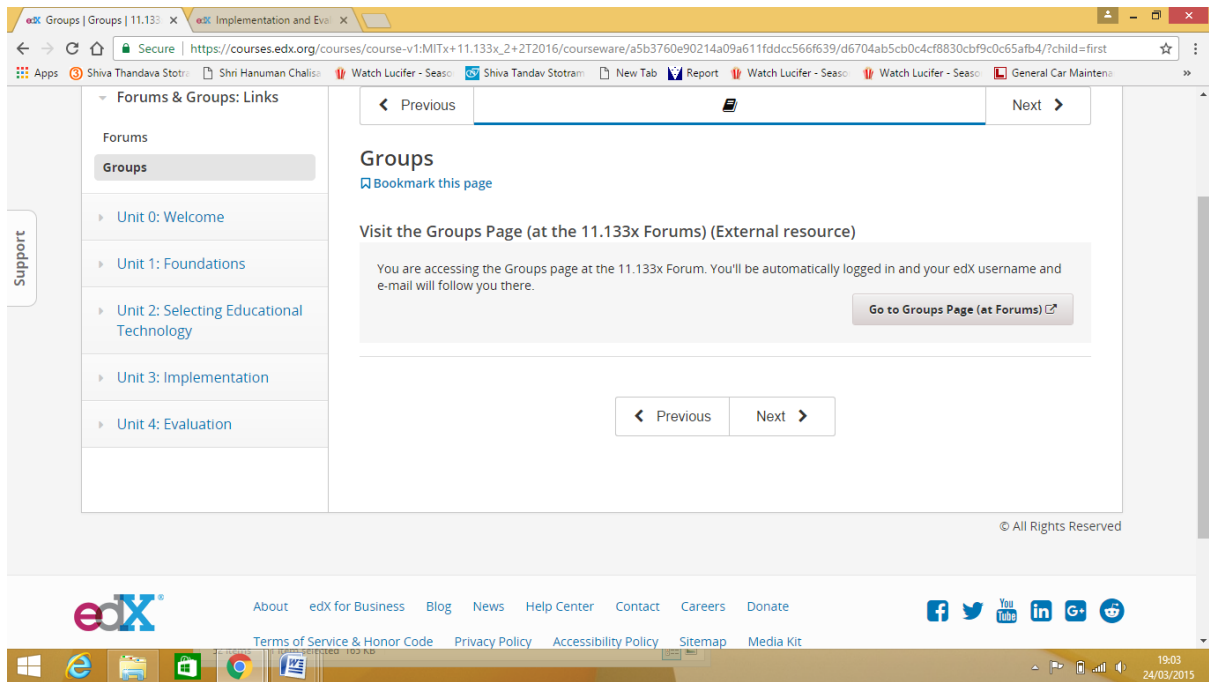 edX Groups | Groups | 11.133
edX Implementation and Eval
Secure | https://courses.edx.org/courses/course-v1:MITx+11.133x_2+2T2016/courseware/a5b3760e90214a09a611fddcc566f639/d6704ab5cb0c4cf8830cbf9c0c65afb4/?child=first
Apps Shiva Thandava Stotra Shri Hanuman Chalisa Watch Lucifer - Seaso Shiva Tandav Stotram New Tab Report Watch Lucifer - Seaso Watch Lucifer - Seaso General Car Maintena »
Forums & Groups: Links
Forums
Groups
Unit 0: Welcome
Unit 1: Foundations
Unit 2: Selecting Educational
Technology
Unit 3: Implementation
Unit 4: Evaluation
Support
Previous
Next
Groups
Bookmark this page
Visit the Groups Page (at the 11.133x Forums) (External resource)
You are accessing the Groups page at the 11.133x Forum. You'll be automatically logged in and your edX username and
e-mail will follow you there.
Go to Groups Page (at Forums)
Previous Next
© All Rights Reserved
edX®
About edX for Business Blog News Help Center Contact Careers Donate
Terms of Service & Honor Code Privacy Policy Accessibility Policy Sitemap Media Kit
You Tube in G+
19:03
24/03/2015